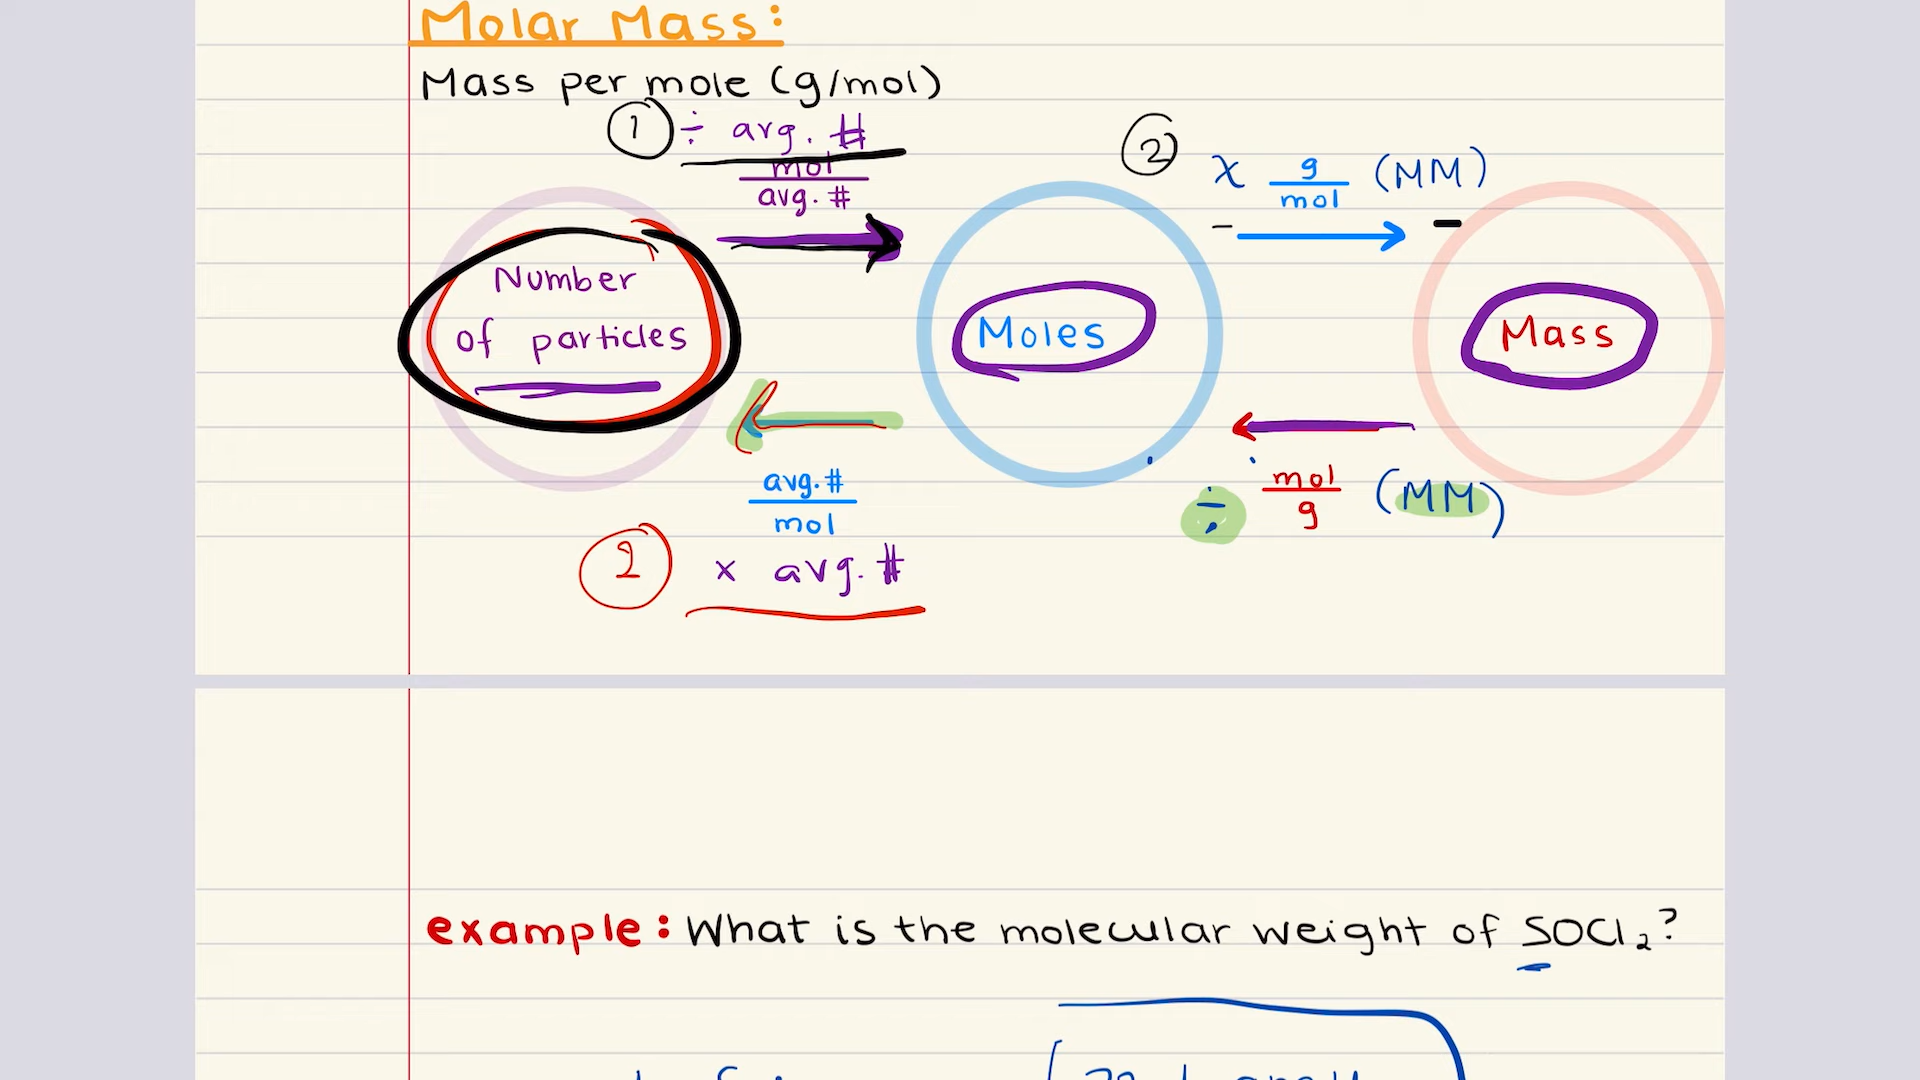 Molar Mass:
Mass per mole (g/mol)
1 ÷ avg. #
mol
avg. #
2
x g/mol (MM)
Number
of particles
Moles
Mass
avg. #
mol
÷ mol/g (MM)
2 x avg. #
example: What is the molecular weight of SOCl₂?